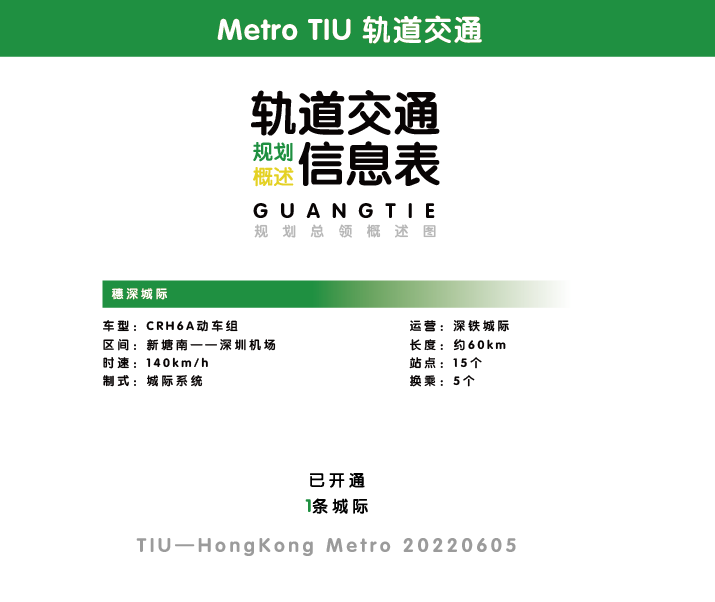 Metro TIU 轨道交通
轨道交通
规划
概述
信息表
GUANGTIE
规划总领概述图
穗深城际
车型：CRH6A动车组
区间：新塘南——深圳机场
时速：140km/h
制式：城际系统
运营：深铁城际
长度：约60km
站点：15个
换乘：5个
已开通
1条城际
TIU—HongKong Metro 20220605